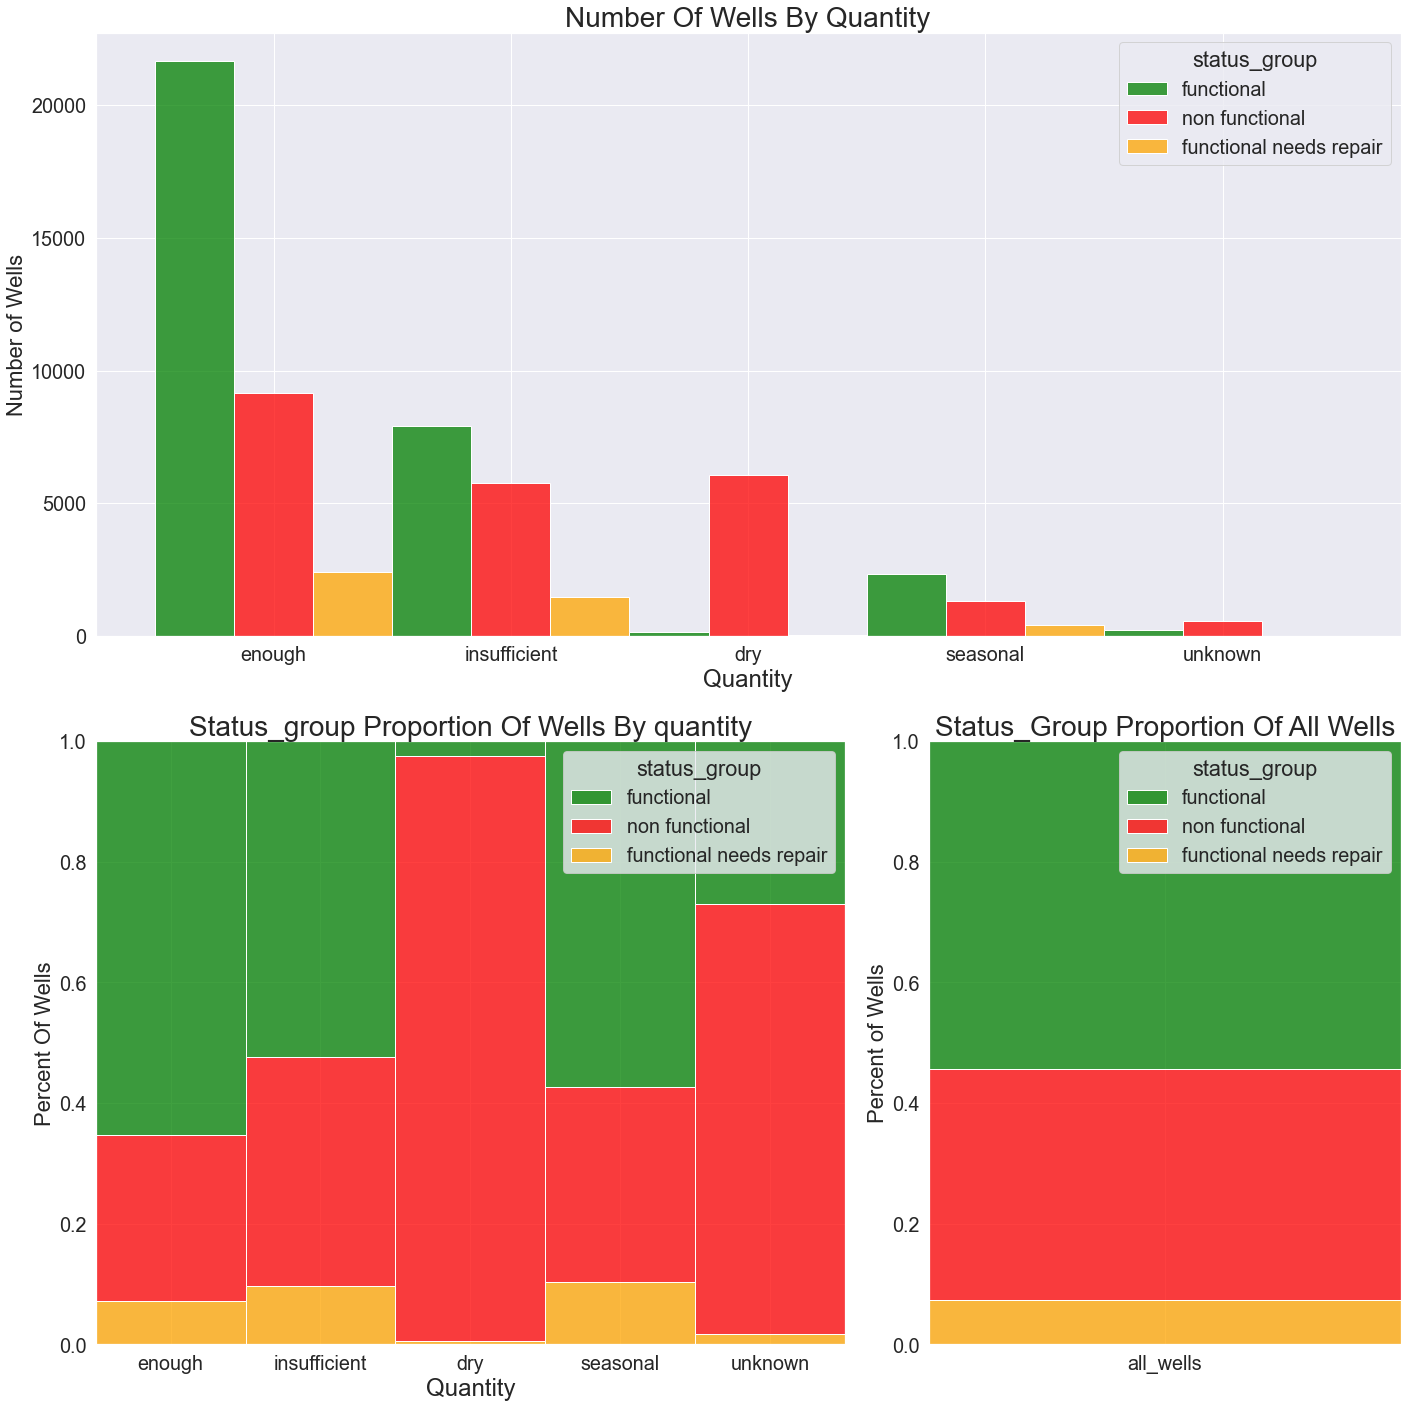 Number Of Wells By Quantity
status_group
functional
non functional
functional needs repair
Number of Wells
20000
15000
10000
5000
0
enough insufficient dry seasonal unknown
Quantity
Status_group Proportion Of Wells By quantity
status_group
functional
non functional
functional needs repair
Percent Of Wells
1.0
0.8
0.6
0.4
0.2
0.0
enough insufficient dry seasonal unknown
Quantity
Status_Group Proportion Of All Wells
status_group
functional
non functional
functional needs repair
Percent of Wells
1.0
0.8
0.6
0.4
0.2
0.0
all_wells